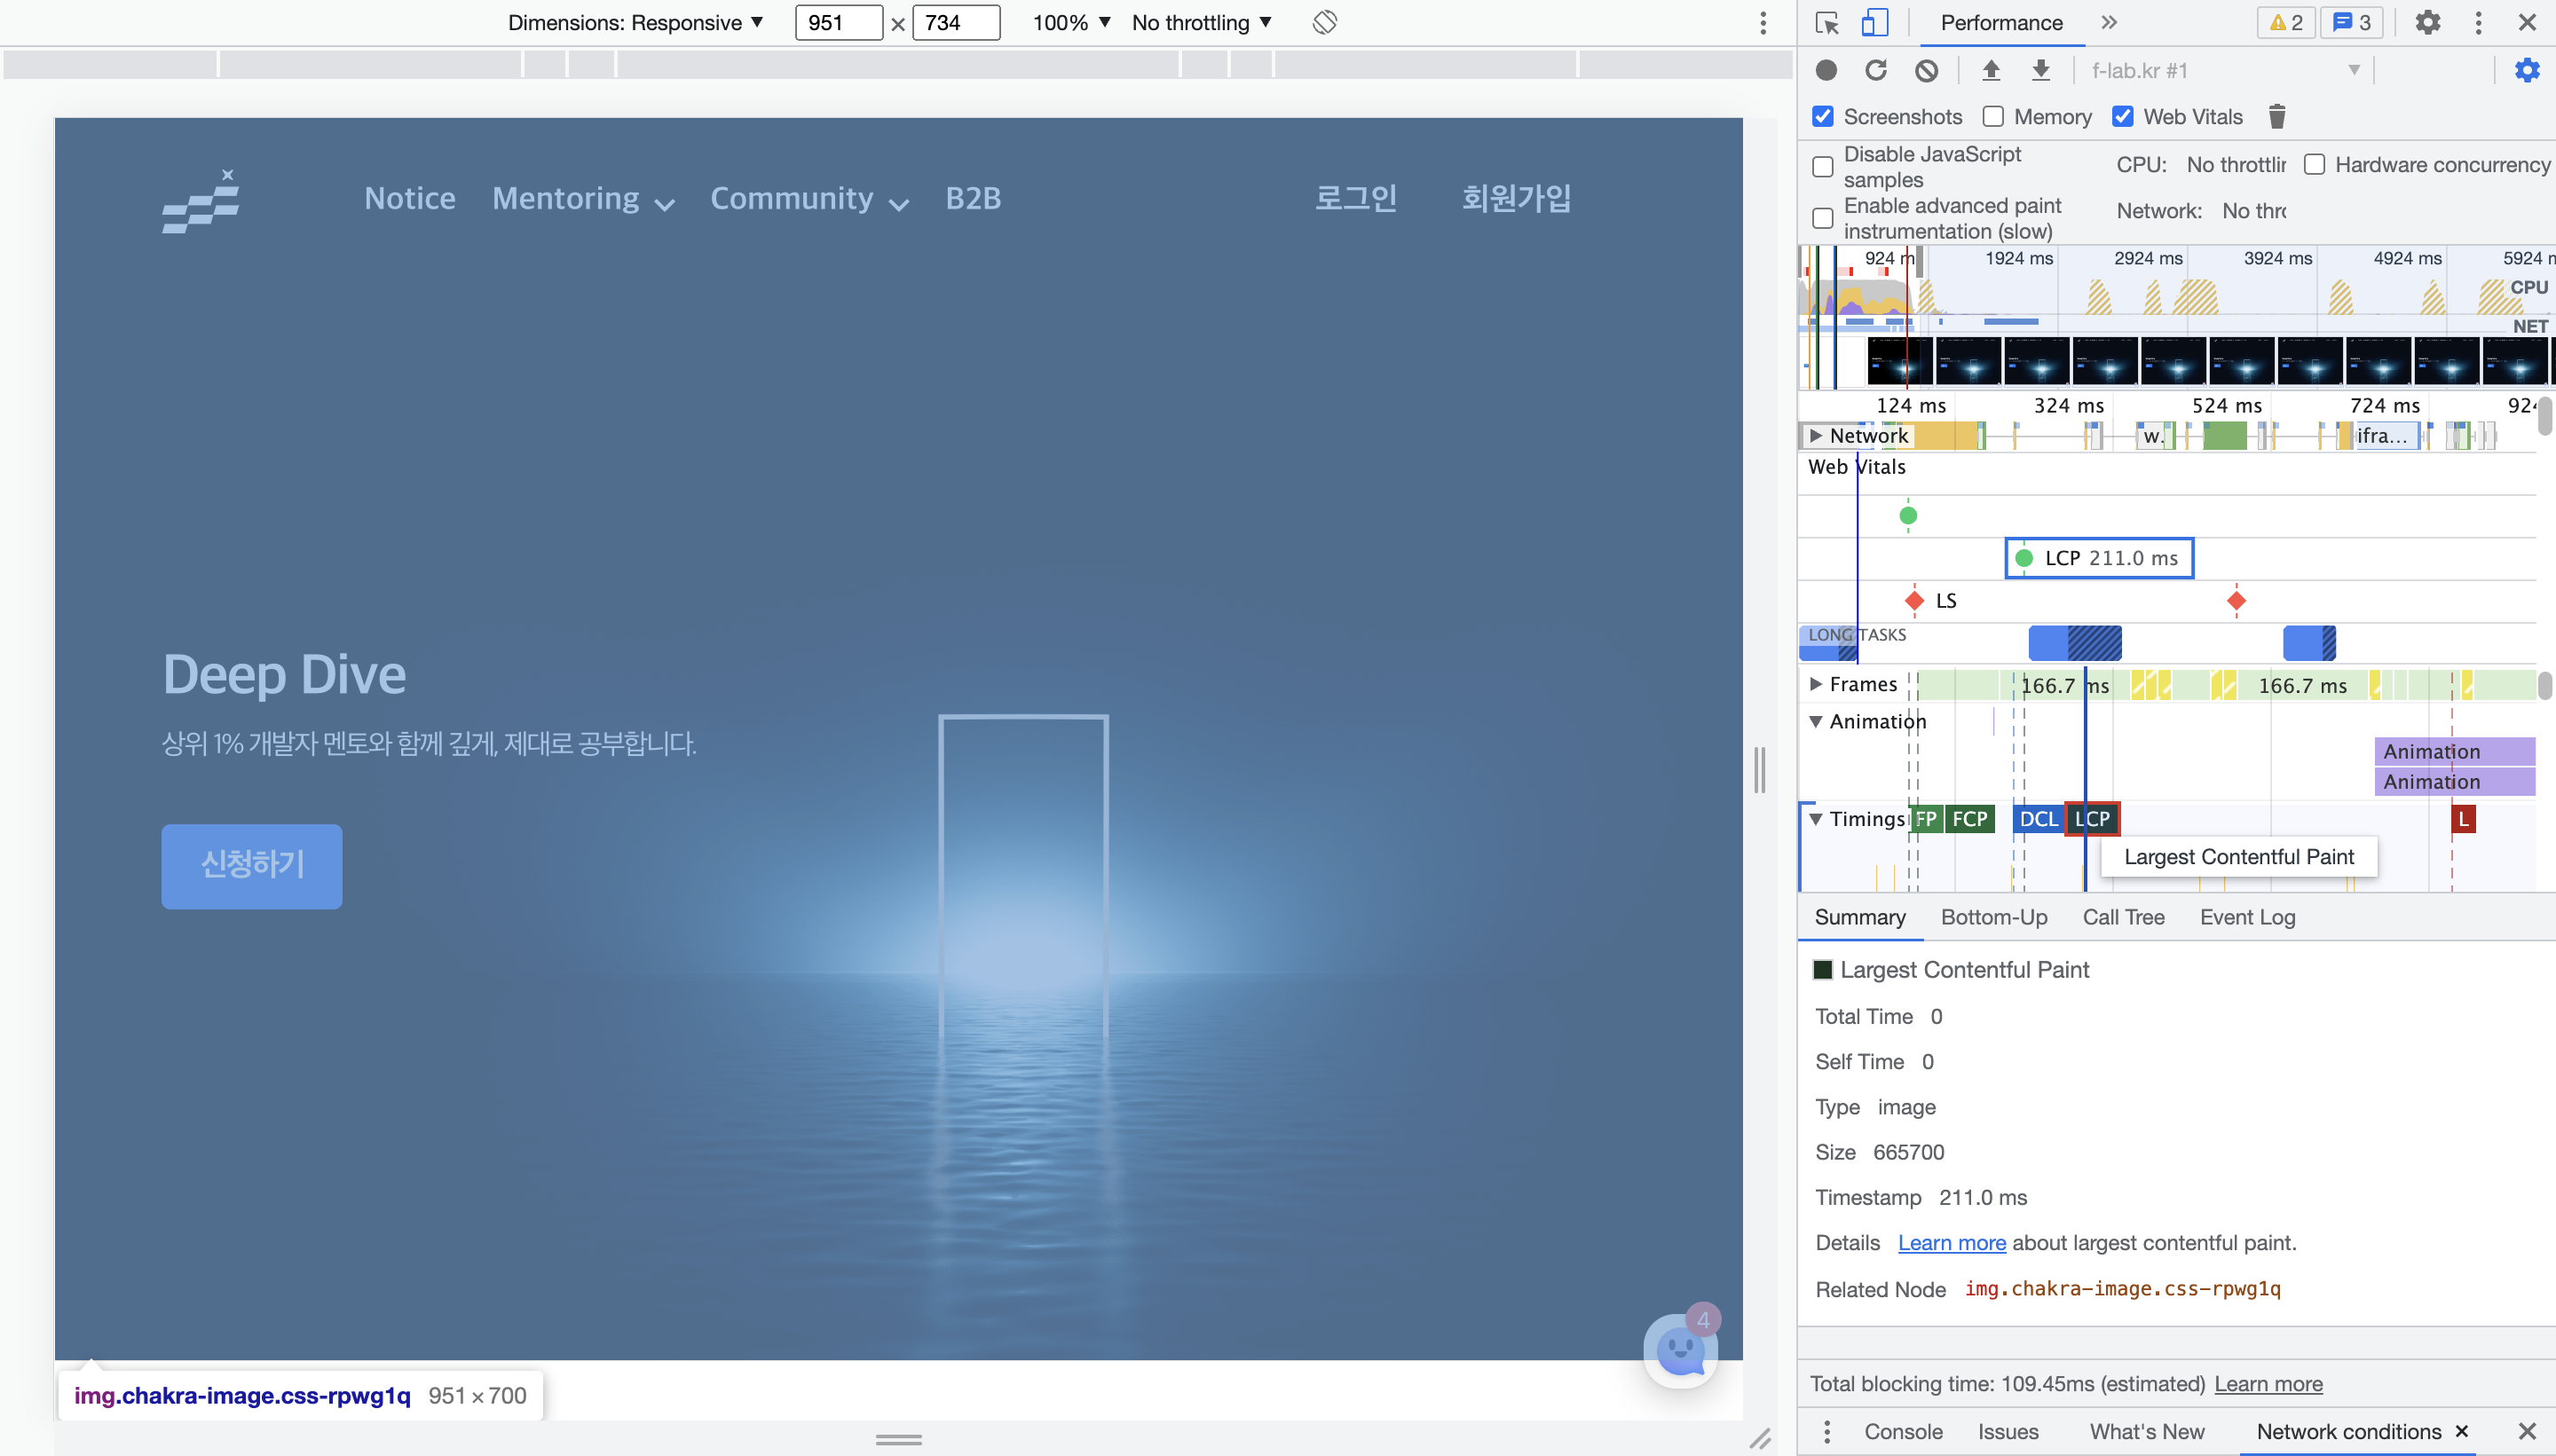 Dimensions: Responsive ▼ 951 × 734 100% ▼ No throttling ▼
Performance » 2 3
f-lab.kr #1 ▼
Screenshots Memory Web Vitals
Disable JavaScript samples
CPU: No throttlin Hardware concurrency
Enable advanced paint instrumentation (slow)
Network: No thro
924 m 1924 ms 2924 ms 3924 ms 4924 ms 5924 m
CPU
NET
124 ms 324 ms 524 ms 724 ms 924
Network w. ifra...
Web Vitals
LCP 211.0 ms
LS
LONG TASKS
Frames 166.7 ms 166.7 ms
Animation
Animation
Animation
Timings FP FCP DCL LCP L
Largest Contentful Paint
Summary Bottom-Up Call Tree Event Log
Largest Contentful Paint
Total Time 0
Self Time 0
Type image
Size 665700
Timestamp 211.0 ms
Details Learn more about largest contentful paint.
Related Node img.chakra-image.css-rpwg1q
Total blocking time: 109.45ms (estimated) Learn more
Console Issues What's New Network conditions ×
Notice Mentoring Community B2B 로그인 회원가입
Deep Dive
상위 1% 개발자 멘토와 함께 깊게, 제대로 공부합니다.
신청하기
4
img.chakra-image.css-rpwg1q 951 × 700